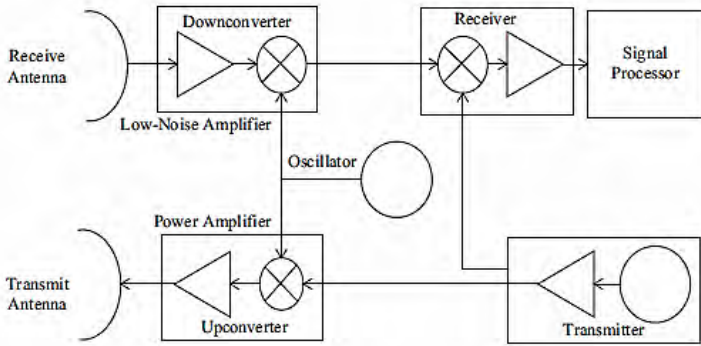 Downconverter
Receiver
Receive
Antenna
Signal
Processor
Low-Noise Amplifier
Oscillator
Power Amplifier
Transmit
Antenna
Upconverter
Transmitter